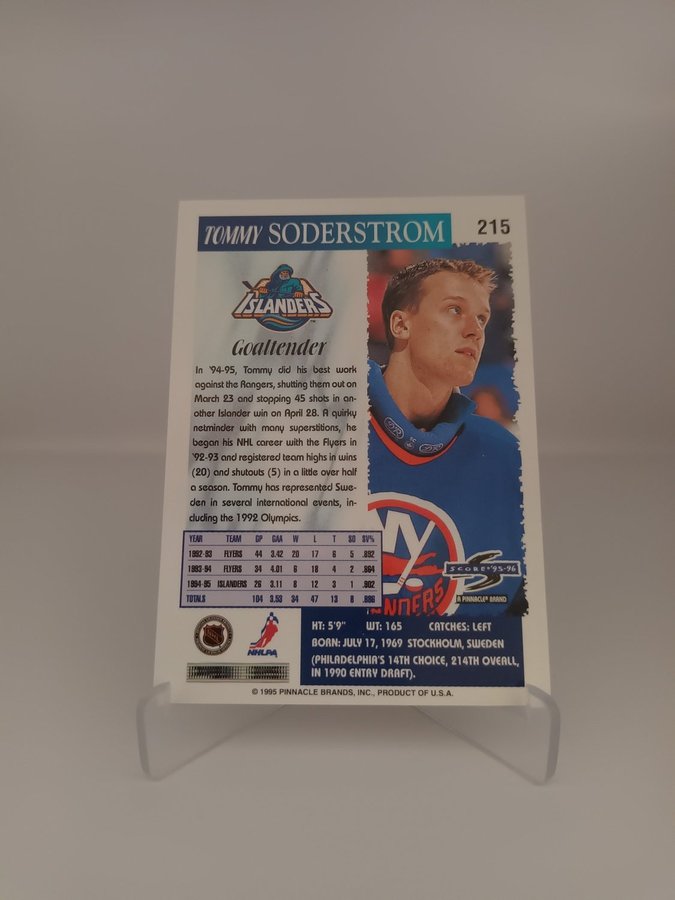 TOMMY SODERSTROM
215
ISLANDERS
TM
Goaltender
In '94-95, Tommy did his best work
against the Rangers, shutting them out on
March 23 and stopping 45 shots in an-
other Islander win on April 28. A quirky
netminder with many superstitions, he
began his NHL career with the Flyers in
'92-93 and registered team highs in wins
(20) and shutouts (5) in a little over half
a season. Tommy has represented Swe-
den in several international events, in-
cluding the 1992 Olympics.
YEAR TEAM GP GAA W L T SO SV%
1992-93 FLYERS 44 3.42 20 17 6 5 .892
1993-94 FLYERS 34 4.01 6 18 4 2 .864
1994-95 ISLANDERS 26 3.11 8 12 3 1 .902
TOTALS 104 3.53 34 47 13 8 .886
NY
NDERS
SCORE '95-96
A PINNACLE BRAND
HT: 5'9" WT: 165 CATCHES: LEFT
BORN: JULY 17, 1969 STOCKHOLM, SWEDEN
(PHILADELPHIA'S 14TH CHOICE, 214TH OVERALL,
IN 1990 ENTRY DRAFT).
NHLPA
© 1995 PINNACLE BRANDS, INC., PRODUCT OF U.S.A.